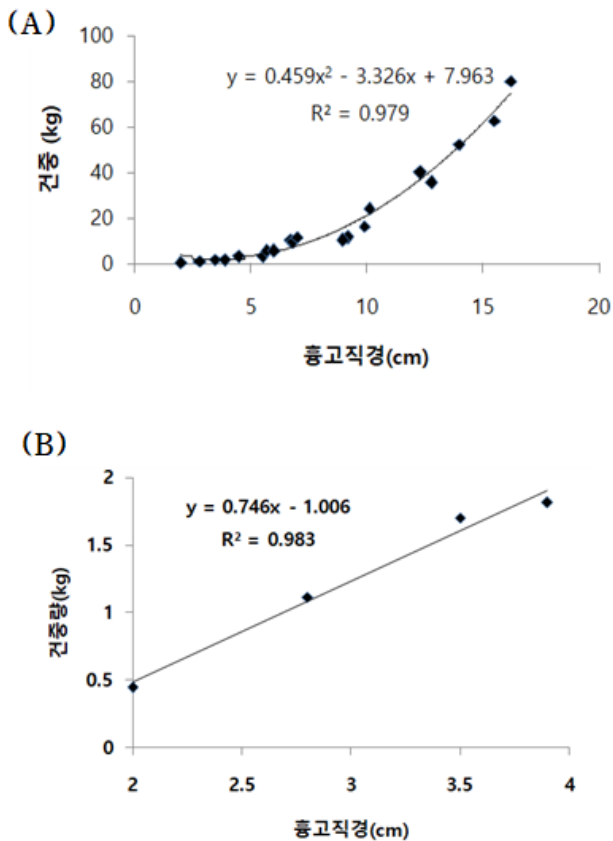 (A)
100
80
60
40
20
0
건중 (kg)
y = 0.459x² - 3.326x + 7.963
R² = 0.979
0 5 10 15 20
흉고직경(cm)
(B)
2
1.5
1
0.5
0
건중량(kg)
y = 0.746x - 1.006
R² = 0.983
2 2.5 3 3.5 4
흉고직경(cm)